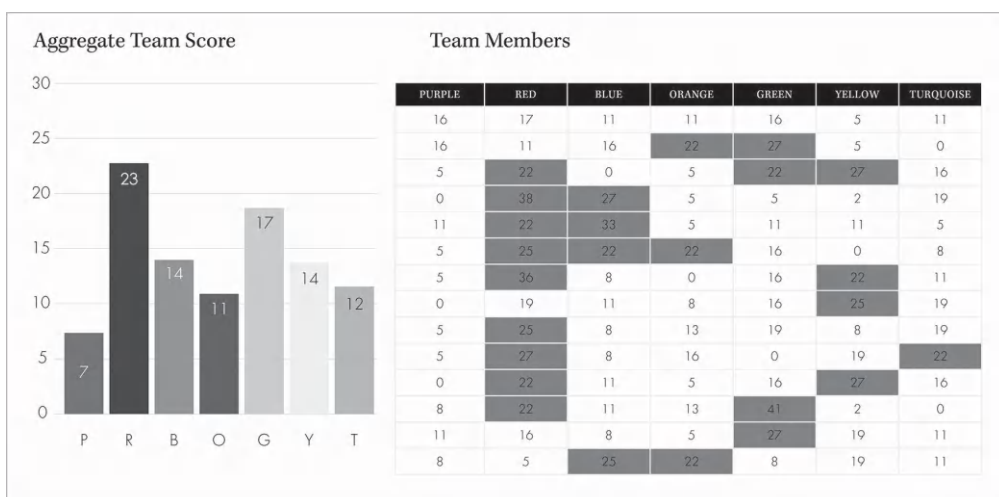 Aggregate Team Score
30
25
20
15
10
5
0
7
23
14
11
17
14
12
P R B O G Y T
Team Members
PURPLE RED BLUE ORANGE GREEN YELLOW TURQUOISE
16 17 11 11 16 5 11
16 11 16 22 27 5 0
5 22 0 5 22 27 16
0 38 27 5 5 2 19
11 22 33 5 11 11 5
5 25 22 22 16 0 8
5 36 8 0 16 22 11
0 19 11 8 16 25 19
5 25 8 13 19 8 19
5 27 8 16 0 19 22
0 22 11 5 16 27 16
8 22 11 13 41 2 0
11 16 8 5 27 19 11
8 5 25 22 8 19 11